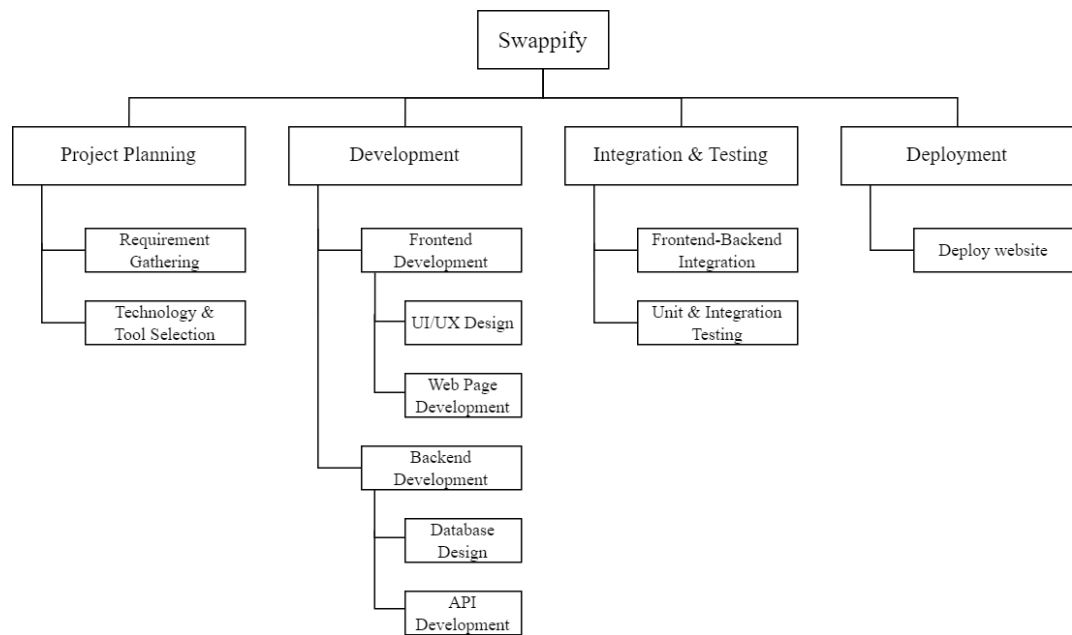 Swappify
Project Planning
Development
Integration & Testing
Deployment
Requirement
Gathering
Technology &
Tool Selection
Frontend
Development
UI/UX Design
Web Page
Development
Backend
Development
Database
Design
API
Development
Frontend-Backend
Integration
Unit & Integration
Testing
Deploy website